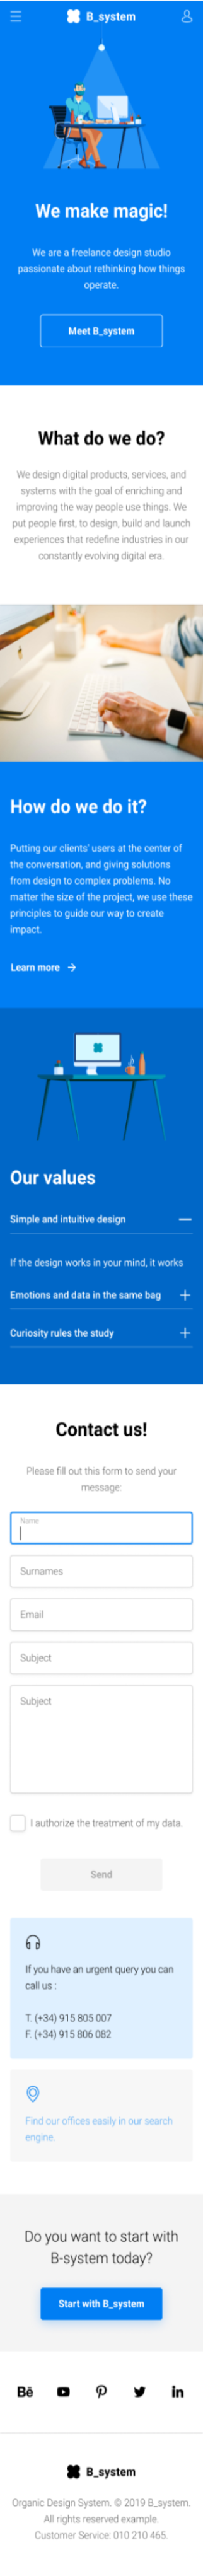 B_system
We make magic!
We are a freelance design studio
passionate about rethinking how things
operate.
Meet B_system
What do we do?
We design digital products, services, and
systems with the goal of enriching and
improving the way people use things. We
put people first, to design, build and launch
experiences that redefine industries in our
constantly evolving digital era.
How do we do it?
Putting our clients' users at the center of
the conversation, and giving solutions
from design to complex problems. No
matter the size of the project, we use these
principles to guide our way to create
impact.
Learn more →
Our values
Simple and intuitive design
If the design works in your mind, it works
Emotions and data in the same bag
Curiosity rules the study
Contact us!
Please fill out this form to send your
message:
Name
Surnames
Email
Subject
Subject
I authorize the treatment of my data.
Send
If you have an urgent query you can
call us :
T. (+34) 915 805 007
F. (+34) 915 806 082
Find our offices easily in our search
engine.
Do you want to start with
B-system today?
Start with B_system
Bē
in
B_system
Organic Design System. © 2019 B_system.
All rights reserved example.
Customer Service: 010 210 465.